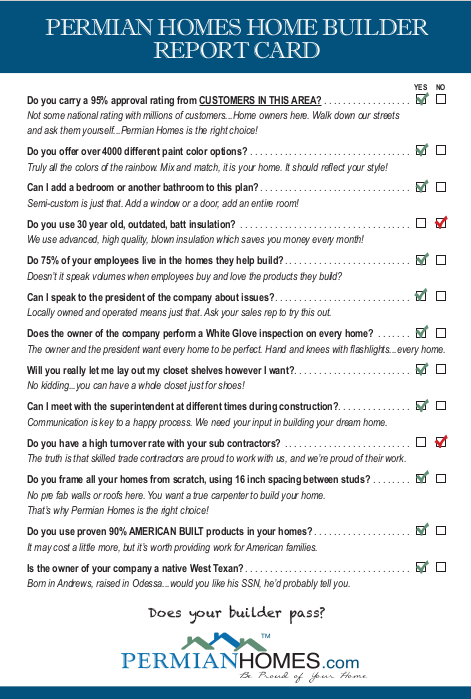 PERMIAN HOMES HOME BUILDER
REPORT CARD
YES NO
Do you carry a 95% approval rating from CUSTOMERS IN THIS AREA? . . . . . . . . . . . . . . . . .
Not some national rating with millions of customers...Home owners here. Walk down our streets
and ask them yourself...Permian Homes is the right choice!
Do you offer over 4000 different paint color options? . . . . . . . . . . . . . . . . . . . . . . . . . . . . . . .
Truly all the colors of the rainbow. Mix and match, it is your home. It should reflect your style!
Can I add a bedroom or another bathroom to this plan? . . . . . . . . . . . . . . . . . . . . . . . . . . . . .
Semi-custom is just that. Add a window or a door, add an entire room!
Do you use 30 year old, outdated, batt insulation? . . . . . . . . . . . . . . . . . . . . . . . . . . . . . . . . .
We use advanced, high quality, blown insulation which saves you money every month!
Do 75% of your employees live in the homes they help build? . . . . . . . . . . . . . . . . . . . . . . . .
Doesn't it speak volumes when employees buy and love the products they build?
Can I speak to the president of the company about issues? . . . . . . . . . . . . . . . . . . . . . . . . . .
Locally owned and operated means just that. Ask your sales rep to try this out.
Does the owner of the company perform a White Glove inspection on every home? . . . . . . .
The owner and the president want every home to be perfect. Hand and knees with flashlights...every home.
Will you really let me lay out my closet shelves however I want? . . . . . . . . . . . . . . . . . . . . . .
No kidding...you can have a whole closet just for shoes!
Can I meet with the superintendent at different times during construction? . . . . . . . . . . . . . .
Communication is key to a happy process. We need your input in building your dream home.
Do you have a high turnover rate with your sub contractors? . . . . . . . . . . . . . . . . . . . . . . . .
The truth is that skilled trade contractors are proud to work with us, and we're proud of their work.
Do you frame all your homes from scratch, using 16 inch spacing between studs? . . . . . . . .
No pre fab walls or roofs here. You want a true carpenter to build your home.
That's why Permian Homes is the right choice!
Do you use proven 90% AMERICAN BUILT products in your homes? . . . . . . . . . . . . . . . . . . .
It may cost a little more, but it's worth providing work for American families.
Is the owner of your company a native West Texan? . . . . . . . . . . . . . . . . . . . . . . . . . . . . . . . .
Born in Andrews, raised in Odessa...would you like his SSN, he'd probably tell you.
Does your builder pass?
TM
PERMIANHOMES.com
Be Proud of Your Home